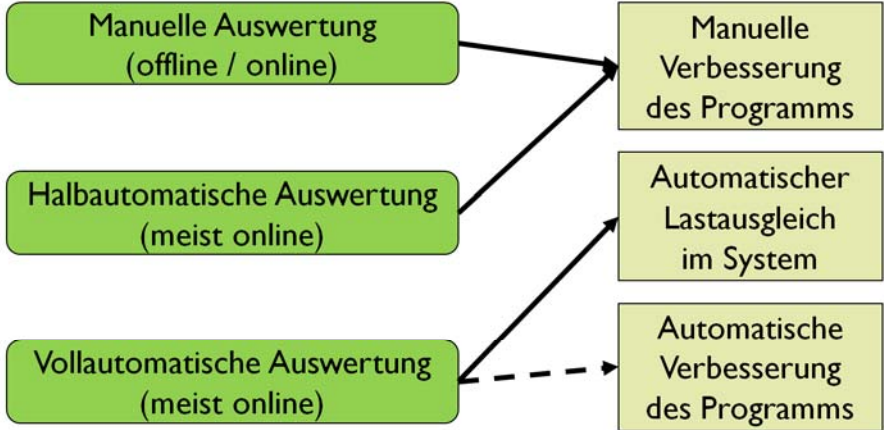 Manuelle Auswertung
(offline / online)
Manuelle
Verbesserung
des Programms
Halbautomatische Auswertung
(meist online)
Automatischer
Lastausgleich
im System
Vollautomatische Auswertung
(meist online)
Automatische
Verbesserung
des Programms